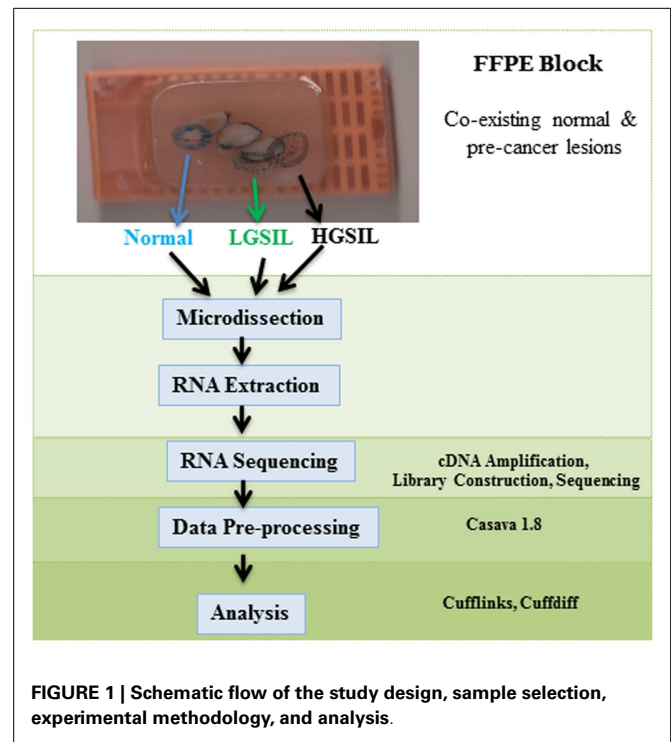 FFPE Block
Co-existing normal &
pre-cancer lesions
Normal LGSIL HGSIL
Microdissection
RNA Extraction
RNA Sequencing
cDNA Amplification,
Library Construction, Sequencing
Data Pre-processing
Casava 1.8
Analysis
Cufflinks, Cuffdiff
FIGURE 1 | Schematic flow of the study design, sample selection,
experimental methodology, and analysis.